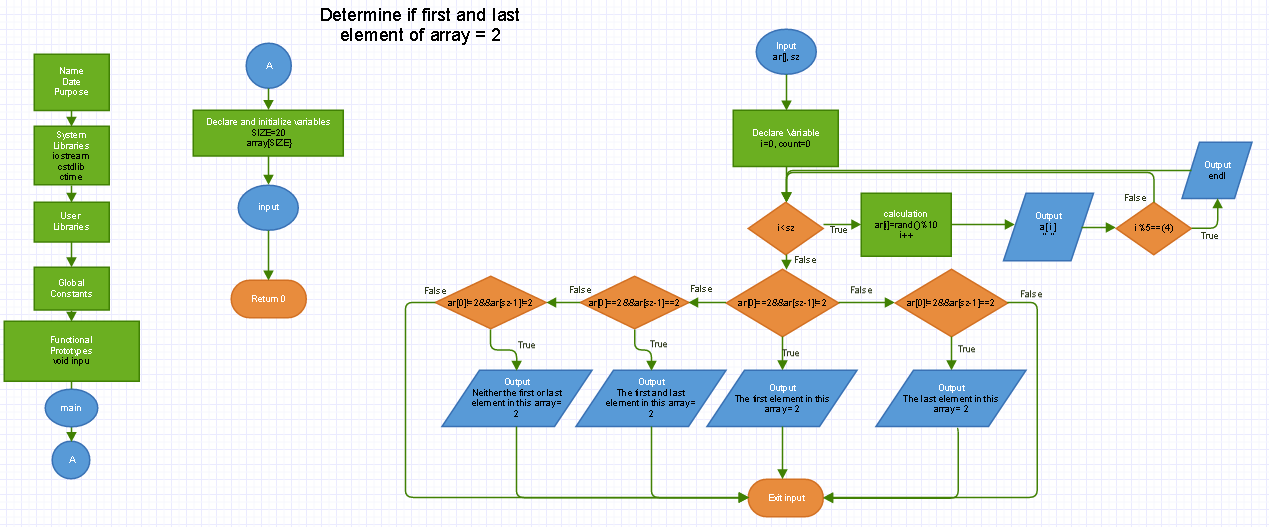 Determine if first and last
element of array = 2
Name
Date
Purpose
System
Libraries
iostream
cstdlib
ctime
User
Libraries
Global
Constants
Functional
Prototypes
void inpu
main
A
A
Declare and initialize variables
SIZE=20
array[SIZE}
input
Return 0
Input
ar[], sz
Declare Variable
i=0, count=0
i<sz
True
calculation
ar[i]=rand()%10
i++
Output
a[i]
" "
i %5==(4)
False
True
Output
endl
False
ar[0]!=2&&ar[sz-1]!=2
False
True
ar[0]==2&&ar[sz-1]==2
False
True
ar[0]==2&&ar[sz-1]!=2
False
False
True
ar[0]!=2&&ar[sz-1]==2
False
True
Output
Neither the first or last
element in this array=
2
Output
The first and last
element in this array=
2
Output
The first element in this
array= 2
Output
The last element in this
array= 2
Exit input